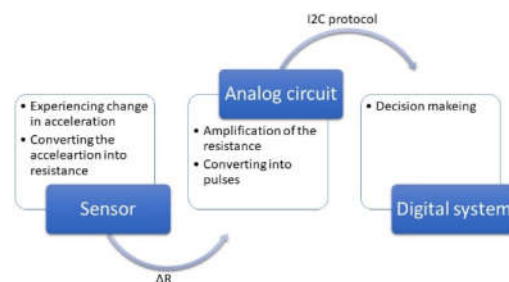 I2C protocol
• Experiencing change
in acceleration
• Converting the
acceleartion into
resistance
Sensor
ΔR
Analog circuit
• Amplification of the
resistance
• Converting into
pulses
• Decision makeing
Digital system